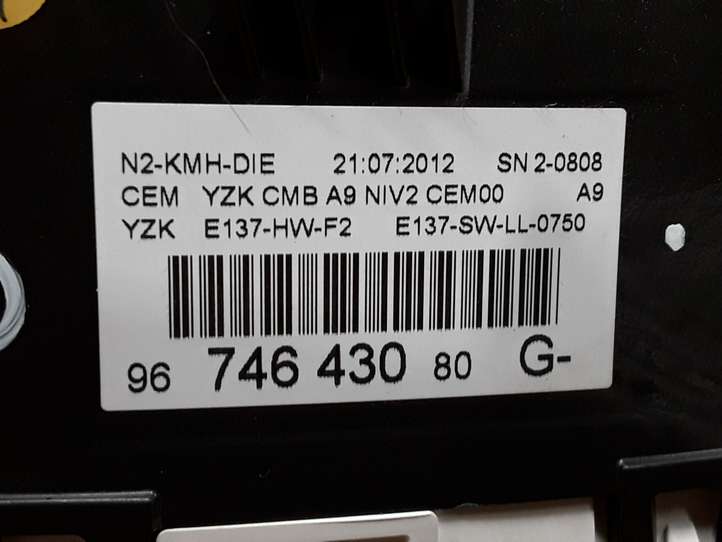 N2-KMH-DIE 21:07:2012 SN 2-0808
CEM YZK CMB A9 NIV2 CEM00 A9
YZK E137-HW-F2 E137-SW-LL-0750
96 746 430 80 G-